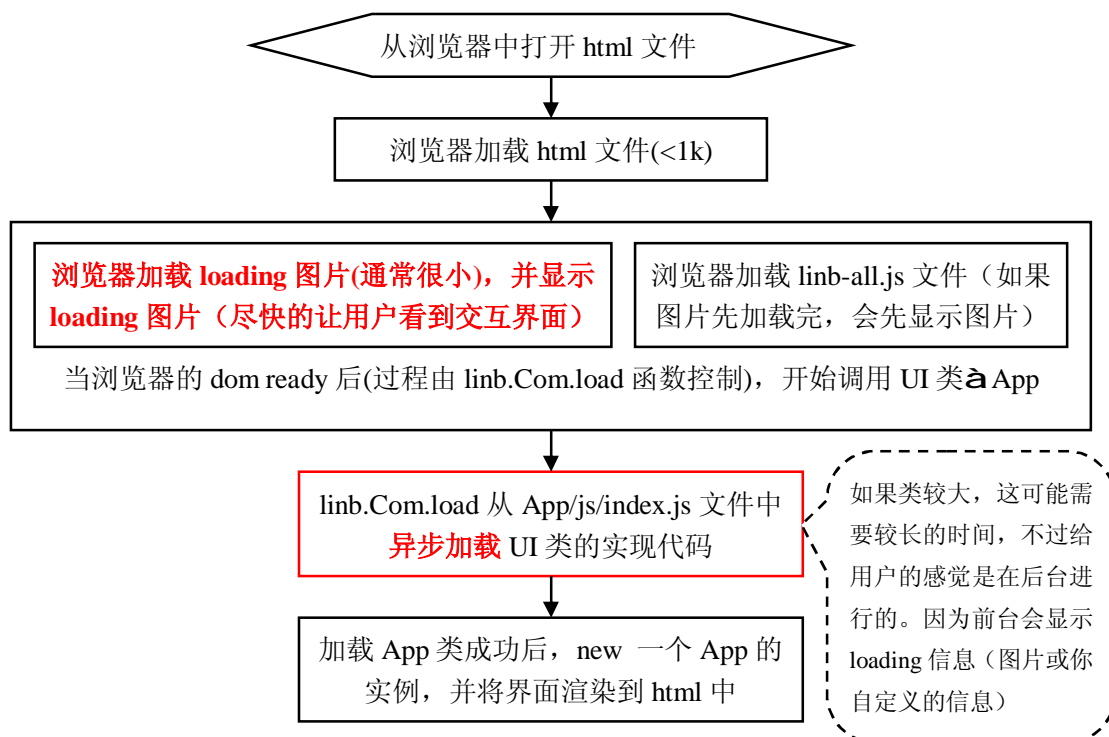 从浏览器中打开 html 文件
浏览器加载 html 文件(<1k)
浏览器加载 loading 图片(通常很小)，并显示
loading 图片（尽快的让用户看到交互界面）
浏览器加载 linb-all.js 文件（如果
图片先加载完，会先显示图片）
当浏览器的 dom ready 后(过程由 linb.Com.load 函数控制)，开始调用 UI 类à App
linb.Com.load 从 App/js/index.js 文件中
异步加载 UI 类的实现代码
如果类较大，这可能需
要较长的时间，不过给
用户的感觉是在后台进
行的。因为前台会显示
loading 信息（图片或你
自定义的信息）
加载 App 类成功后，new 一个 App 的
实例，并将界面渲染到 html 中